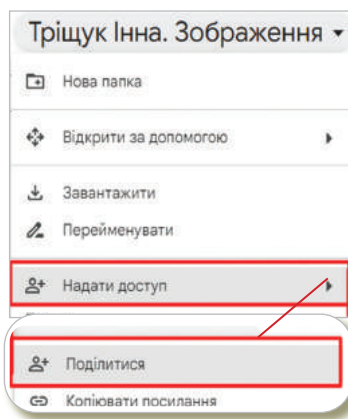 Тріщук Інна. Зображення
Нова папка
Відкрити за допомогою
Завантажити
Перейменувати
Надати доступ
Поділитися
Копіювати посилання